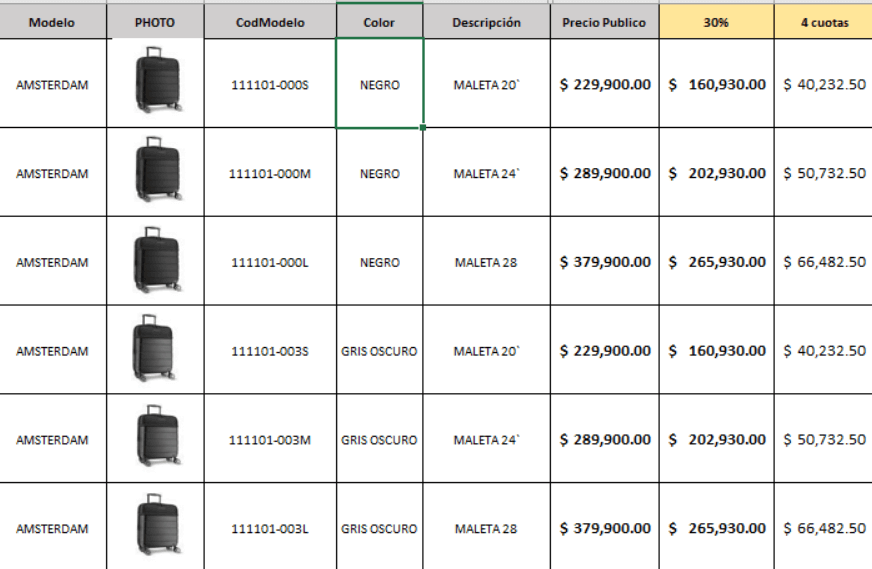 Modelo PHOTO CodModelo Color Descripción Precio Publico 30% 4 cuotas
AMSTERDAM 111101-000S NEGRO MALETA 20` $ 229,900.00 $ 160,930.00 $ 40,232.50
AMSTERDAM 111101-000M NEGRO MALETA 24` $ 289,900.00 $ 202,930.00 $ 50,732.50
AMSTERDAM 111101-000L NEGRO MALETA 28 $ 379,900.00 $ 265,930.00 $ 66,482.50
AMSTERDAM 111101-003S GRIS OSCURO MALETA 20` $ 229,900.00 $ 160,930.00 $ 40,232.50
AMSTERDAM 111101-003M GRIS OSCURO MALETA 24` $ 289,900.00 $ 202,930.00 $ 50,732.50
AMSTERDAM 111101-003L GRIS OSCURO MALETA 28 $ 379,900.00 $ 265,930.00 $ 66,482.50